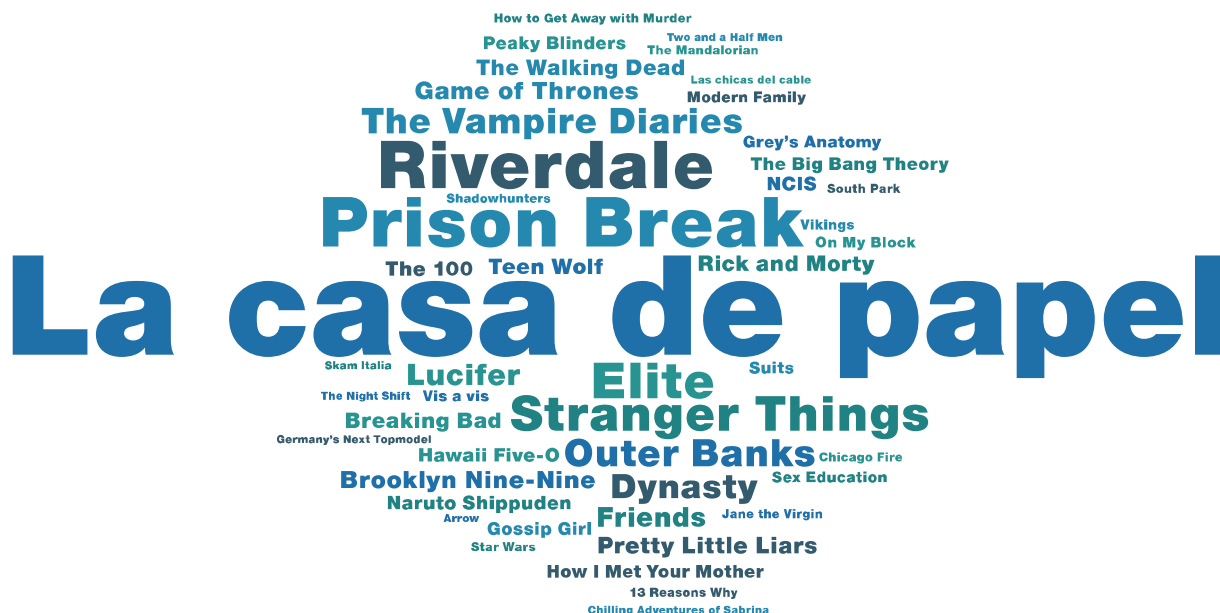 How to Get Away with Murder
Peaky Blinders
Two and a Half Men
The Mandalorian
The Walking Dead
Las chicas del cable
Game of Thrones
Modern Family
The Vampire Diaries
Grey's Anatomy
Riverdale
The Big Bang Theory
NCIS
South Park
Shadowhunters
Prison Break
Vikings
On My Block
The 100
Teen Wolf
Rick and Morty
La casa de papel
Skam Italia
Lucifer
Elite
Suits
The Night Shift
Vis a vis
Breaking Bad
Stranger Things
Germany's Next Topmodel
Hawaii Five-O
Outer Banks
Chicago Fire
Brooklyn Nine-Nine
Dynasty
Sex Education
Naruto Shippuden
Arrow
Gossip Girl
Friends
Jane the Virgin
Star Wars
Pretty Little Liars
How I Met Your Mother
13 Reasons Why
Chilling Adventures of Sabrina